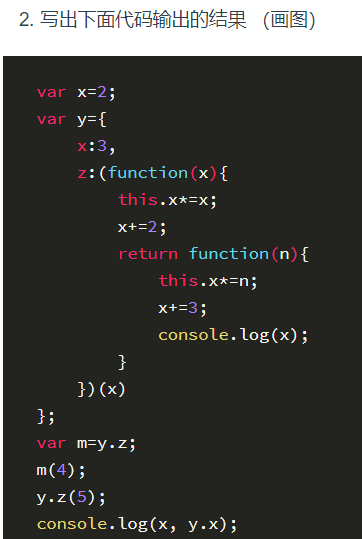 2. 写出下面代码输出的结果 （画图）
var x=2;
var y={
    x:3,
    z:(function(x){
        this.x*=x;
        x+=2;
        return function(n){
            this.x*=n;
            x+=3;
            console.log(x);
        }
    })(x)
};
var m=y.z;
m(4);
y.z(5);
console.log(x, y.x);